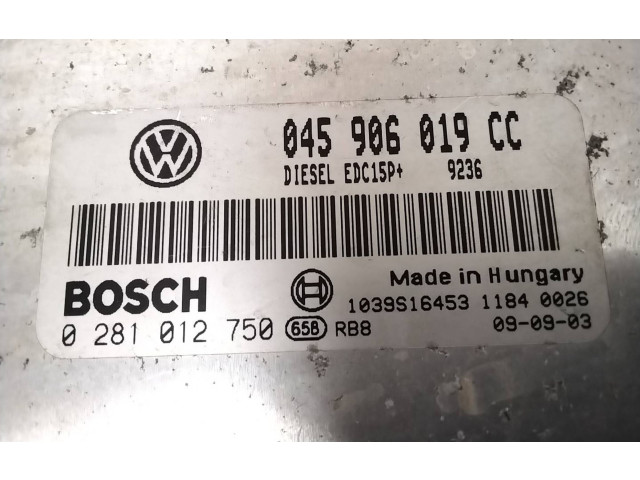 045 906 019 CC
DIESEL EDC15P+ 9236
BOSCH
Made in Hungary
1039S16453 1184 0026
0 281 012 750 658 RB8 09-09-03